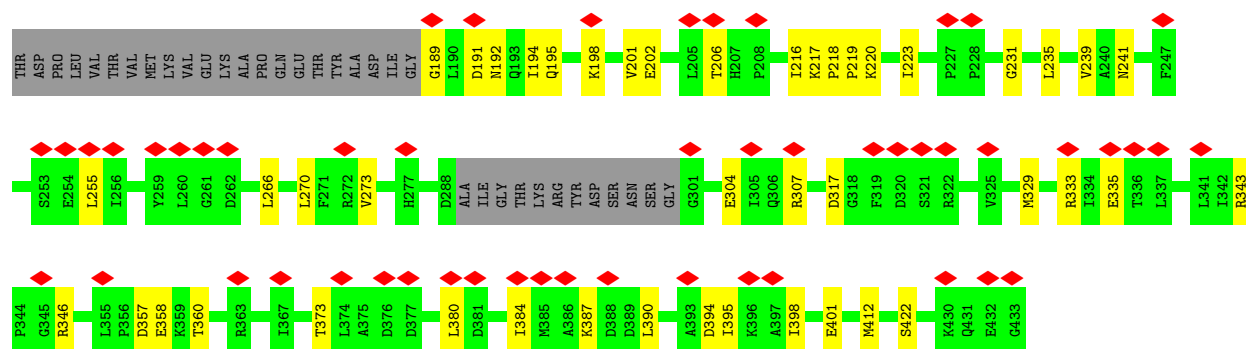 THR ASP PRO LEU VAL THR VAL MET LYS VAL GLU LYS ALA PRO GLN GLU THR TYR ALA ASP ILE GLY G189 L190 D191 N192 Q193 I194 Q195 K198 V201 E202 L205 T206 H207 P208 I216 K217 P218 P219 K220 I223 P227 P228 G231 L235 V239 A240 N241 F247
S253 E254 L255 I256 Y259 L260 G261 D262 L266 L270 F271 R272 V273 H277 D288 ALA ILE GLY THR LYS ARG TYR ASP SER ASN SER GLY G301 E304 I305 Q306 R307 D317 G318 F319 D320 S321 R322 V325 M329 R333 I334 E335 T336 L337 L341 I342 R343
P344 G345 R346 L355 P356 D357 E358 K359 T360 R363 I367 T373 L374 A375 D376 D377 L380 D381 I384 M385 A386 K387 D388 D389 L390 A393 D394 I395 K396 A397 I398 E401 M412 S422 K430 Q431 E432 G433